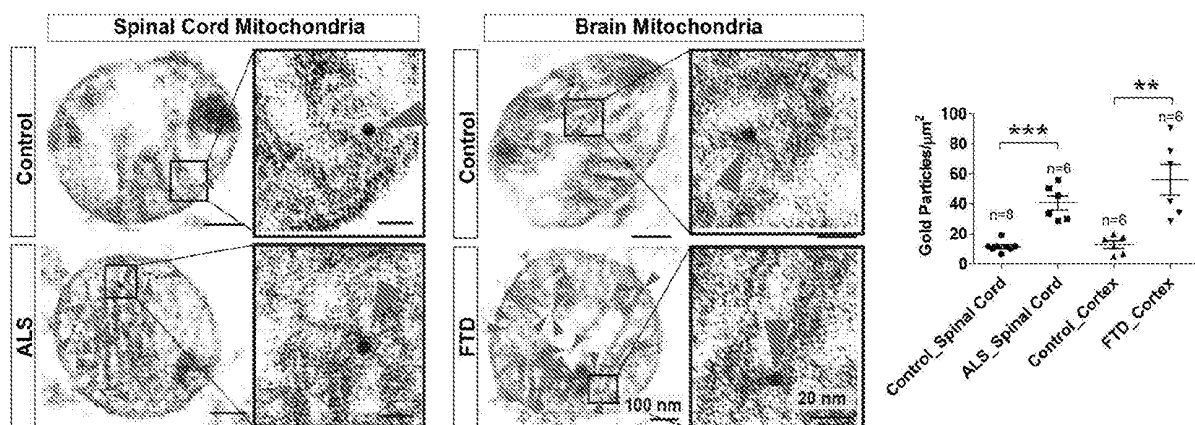 Spinal Cord Mitochondria
Brain Mitochondria
Control
ALS
Control
FTD
100 nm
20 nm
Gold Particles/µm²
100
80
60
40
20
0
***
**
n=8
n=6
n=6
n=6
Control_Spinal Cord
ALS_Spinal Cord
Control_Cortex
FTD_Cortex